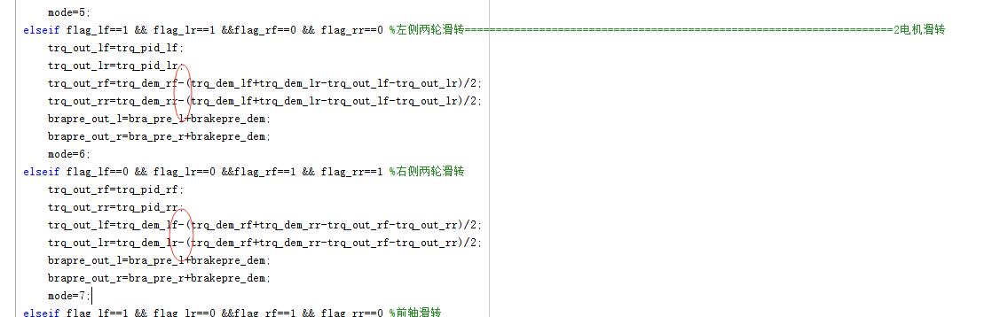 mode=5;
elseif flag_lf==1 && flag_lr==1 &&flag_rf==0 && flag_rr==0 %左侧两轮滑转=====================================================================2电机滑转
trq_out_lf=trq_pid_lf;
trq_out_lr=trq_pid_lr;
trq_out_rf=trq_dem_rf-(trq_dem_lf+trq_dem_lr-trq_out_lf-trq_out_lr)/2;
trq_out_rr=trq_dem_rr-(trq_dem_lf+trq_dem_lr-trq_out_lf-trq_out_lr)/2;
brapre_out_l=bra_pre_l+brakepre_dem;
brapre_out_r=bra_pre_r+brakepre_dem;
mode=6;
elseif flag_lf==0 && flag_lr==0 &&flag_rf==1 && flag_rr==1 %右侧两轮滑转
trq_out_rf=trq_pid_rf;
trq_out_rr=trq_pid_rr;
trq_out_lf=trq_dem_lf-(trq_dem_rf+trq_dem_rr-trq_out_rf-trq_out_rr)/2;
trq_out_lr=trq_dem_lr-(trq_dem_rf+trq_dem_rr-trq_out_rf-trq_out_rr)/2;
brapre_out_l=bra_pre_l+brakepre_dem;
brapre_out_r=bra_pre_r+brakepre_dem;
mode=7;
elseif flag_lf==1 && flag_lr==0 &&flag_rf==1 && flag_rr==0 %前轴滑转